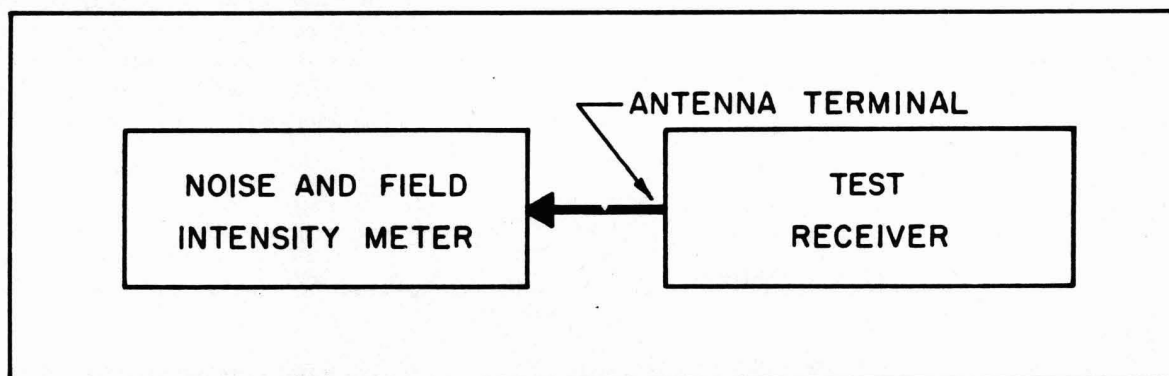 ANTENNA TERMINAL
NOISE AND FIELD
INTENSITY METER
TEST
RECEIVER